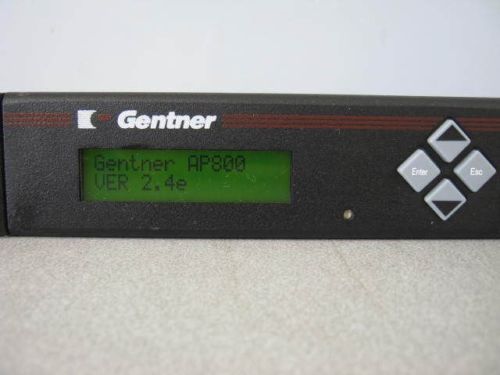 Gentner
Gentner AP800
VER 2.4e
Enter
Esc